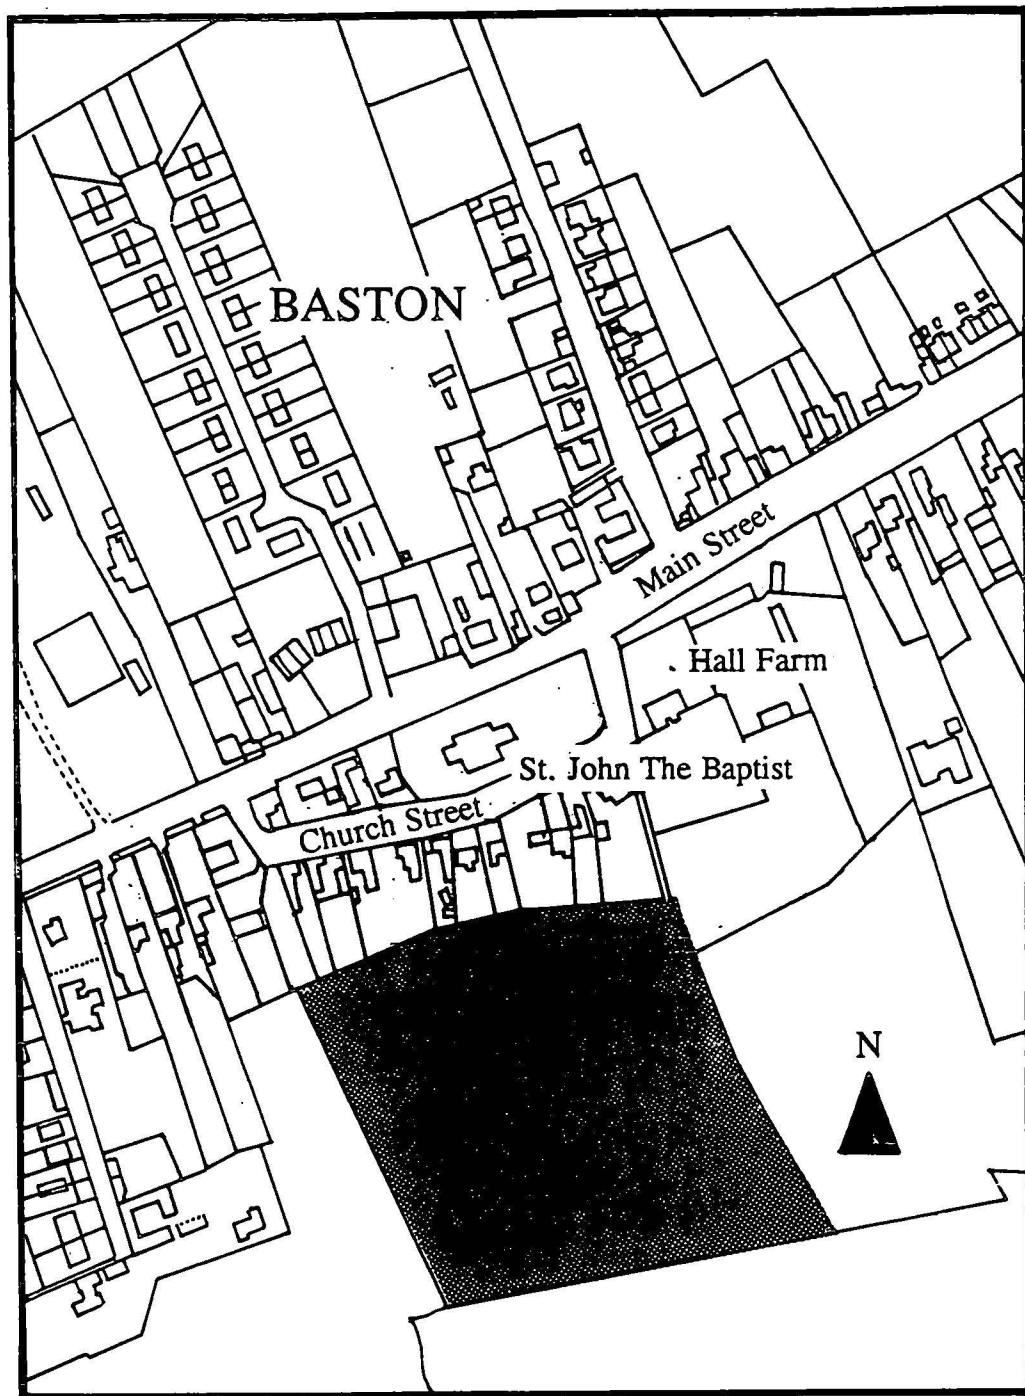 BASTON
Main Street
Hall Farm
St. John The Baptist
Church Street
N